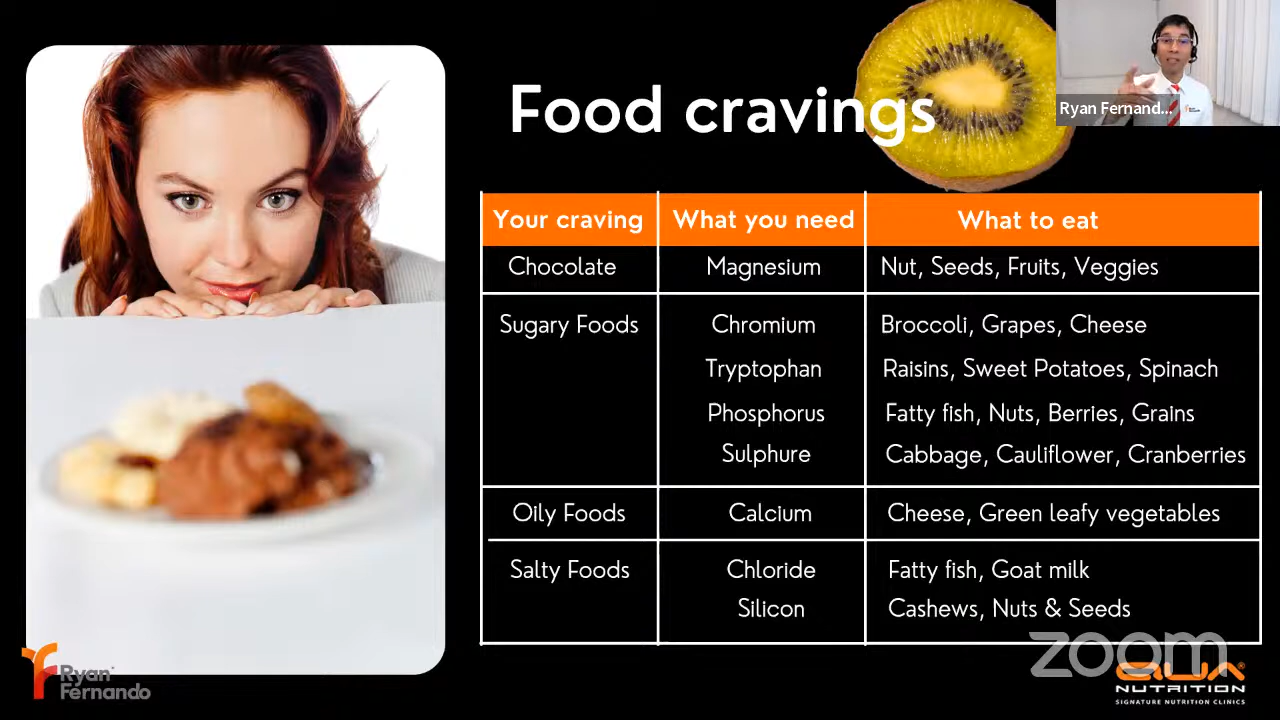 Food cravings
Ryan Fernand...
Your craving What you need What to eat
Chocolate Magnesium Nut, Seeds, Fruits, Veggies
Sugary Foods Chromium Broccoli, Grapes, Cheese
Tryptophan Raisins, Sweet Potatoes, Spinach
Phosphorus Fatty fish, Nuts, Berries, Grains
Sulphure Cabbage, Cauliflower, Cranberries
Oily Foods Calcium Cheese, Green leafy vegetables
Salty Foods Chloride Fatty fish, Goat milk
Silicon Cashews, Nuts & Seeds
Ryan
Fernando
zoom
QUA
NUTRITION
SIGNATURE NUTRITION CLINICS